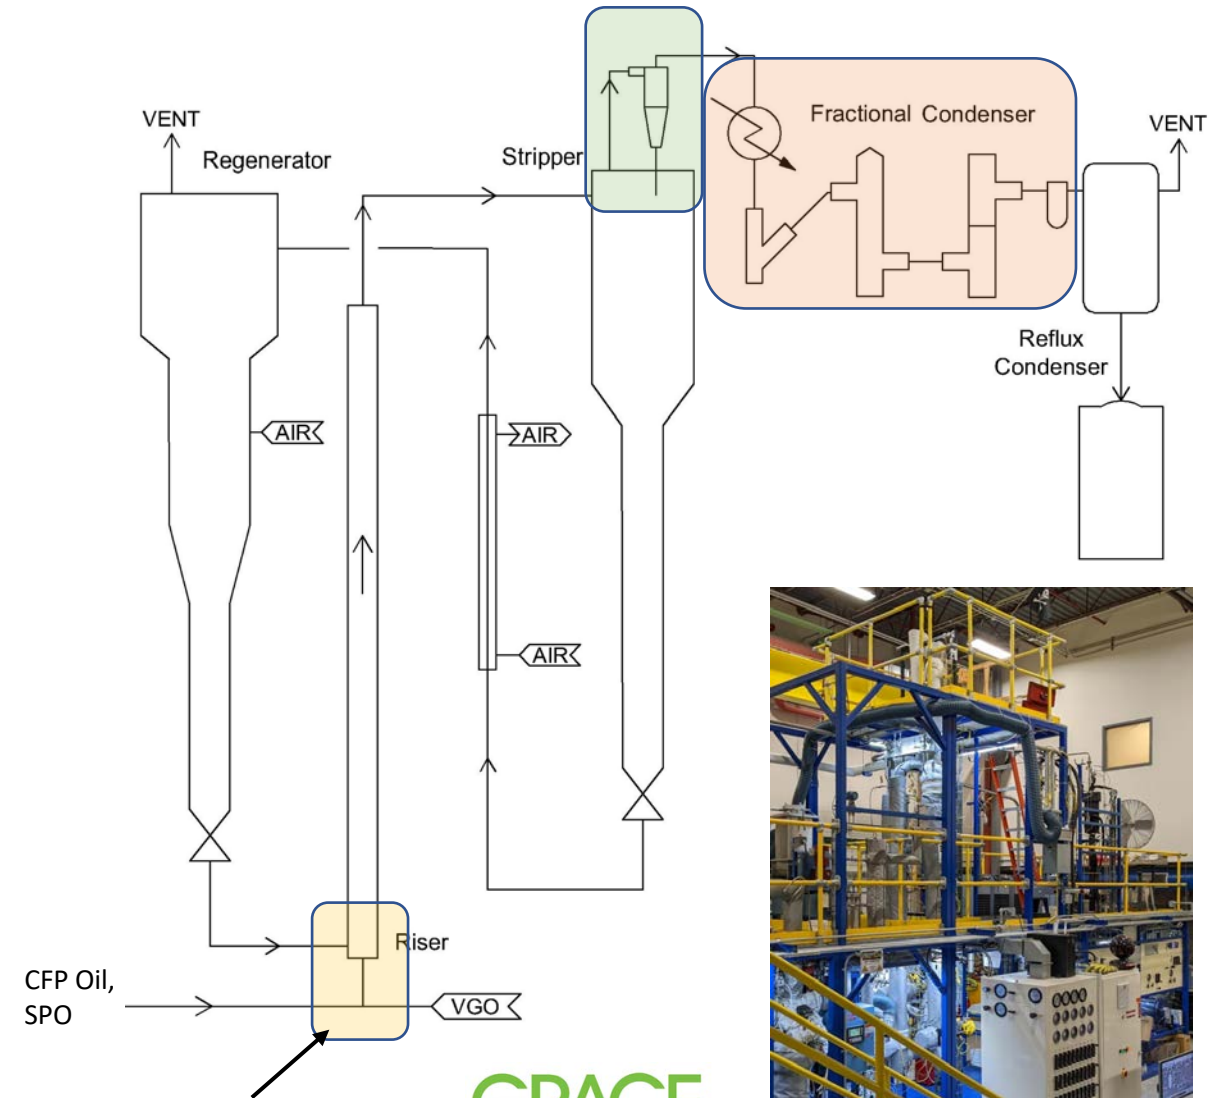 VENT
Regenerator
Stripper
Fractional Condenser
VENT
Reflux
Condenser
AIR
AIR
AIR
Riser
CFP Oil,
SPO
VGO
GRACE